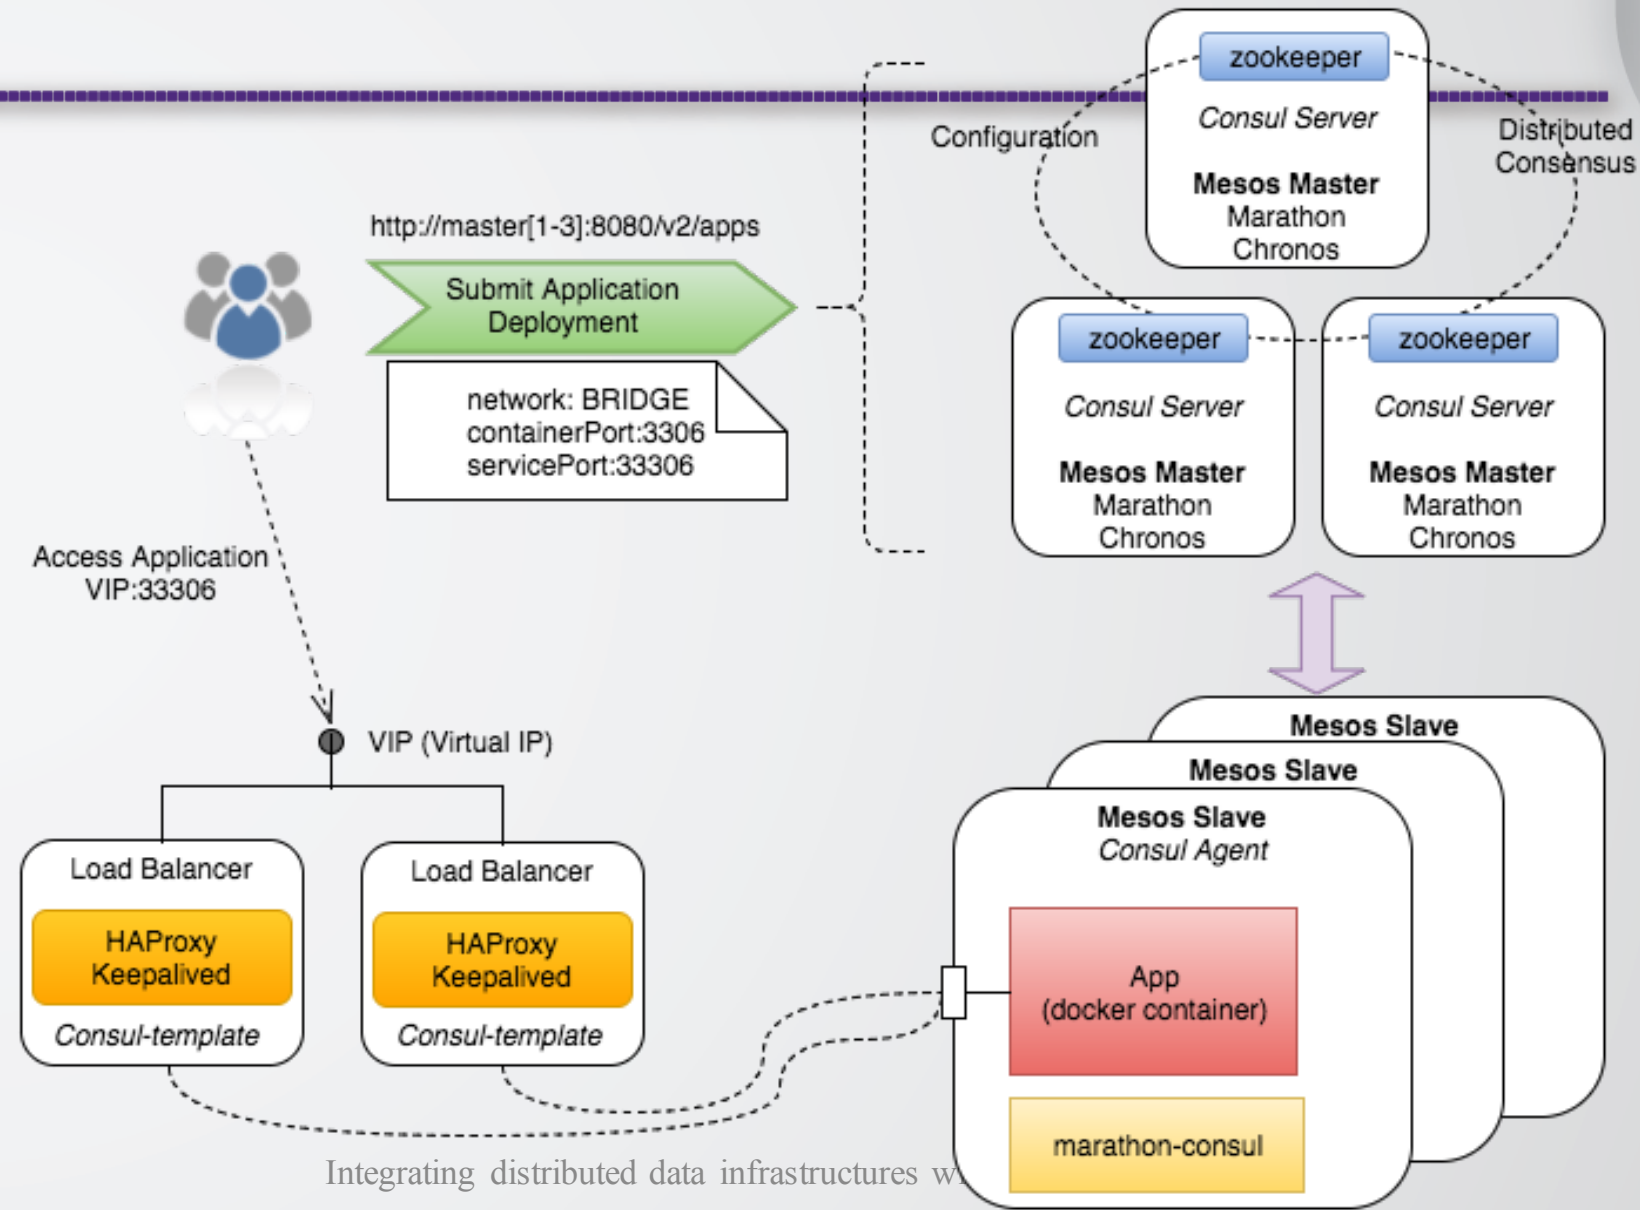 zookeeper
Consul Server
Mesos Master
Marathon
Chronos
Configuration
Distributed
Consensus
http://master[1-3]:8080/v2/apps
Submit Application
Deployment
network: BRIDGE
containerPort:3306
servicePort:33306
zookeeper
Consul Server
Mesos Master
Marathon
Chronos
zookeeper
Consul Server
Mesos Master
Marathon
Chronos
Access Application
VIP:33306
VIP (Virtual IP)
Load Balancer
HAProxy
Keepalived
Consul-template
Load Balancer
HAProxy
Keepalived
Consul-template
Mesos Slave
Mesos Slave
Mesos Slave
Consul Agent
App
(docker container)
marathon-consul
Integrating distributed data infrastructures